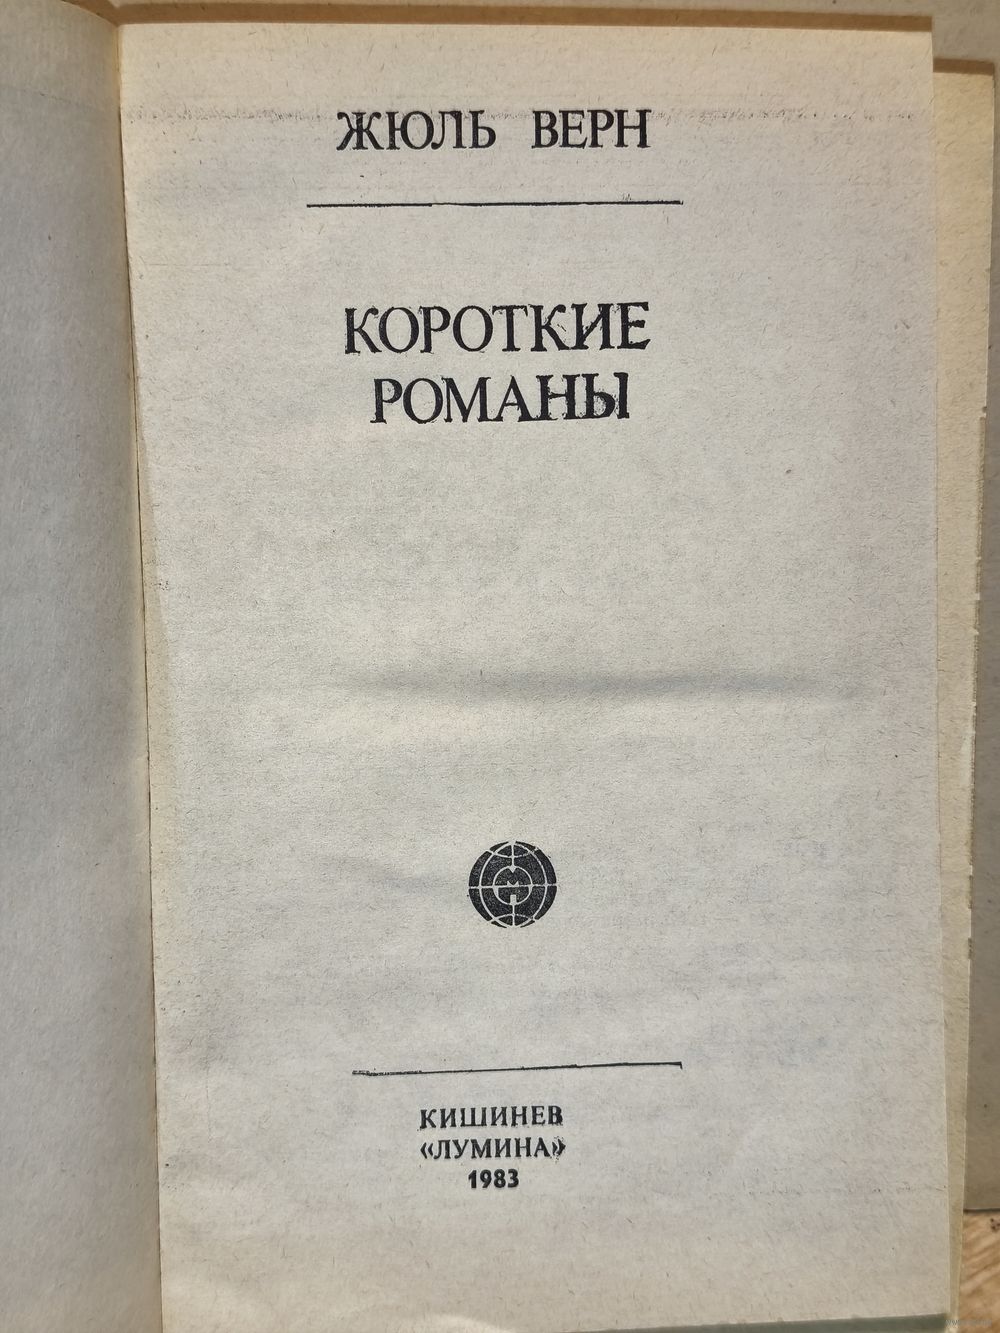 ЖЮЛЬ ВЕРН
КОРОТКИЕ
РОМАНЫ
КИШИНЕВ
«ЛУМИНА»
1983